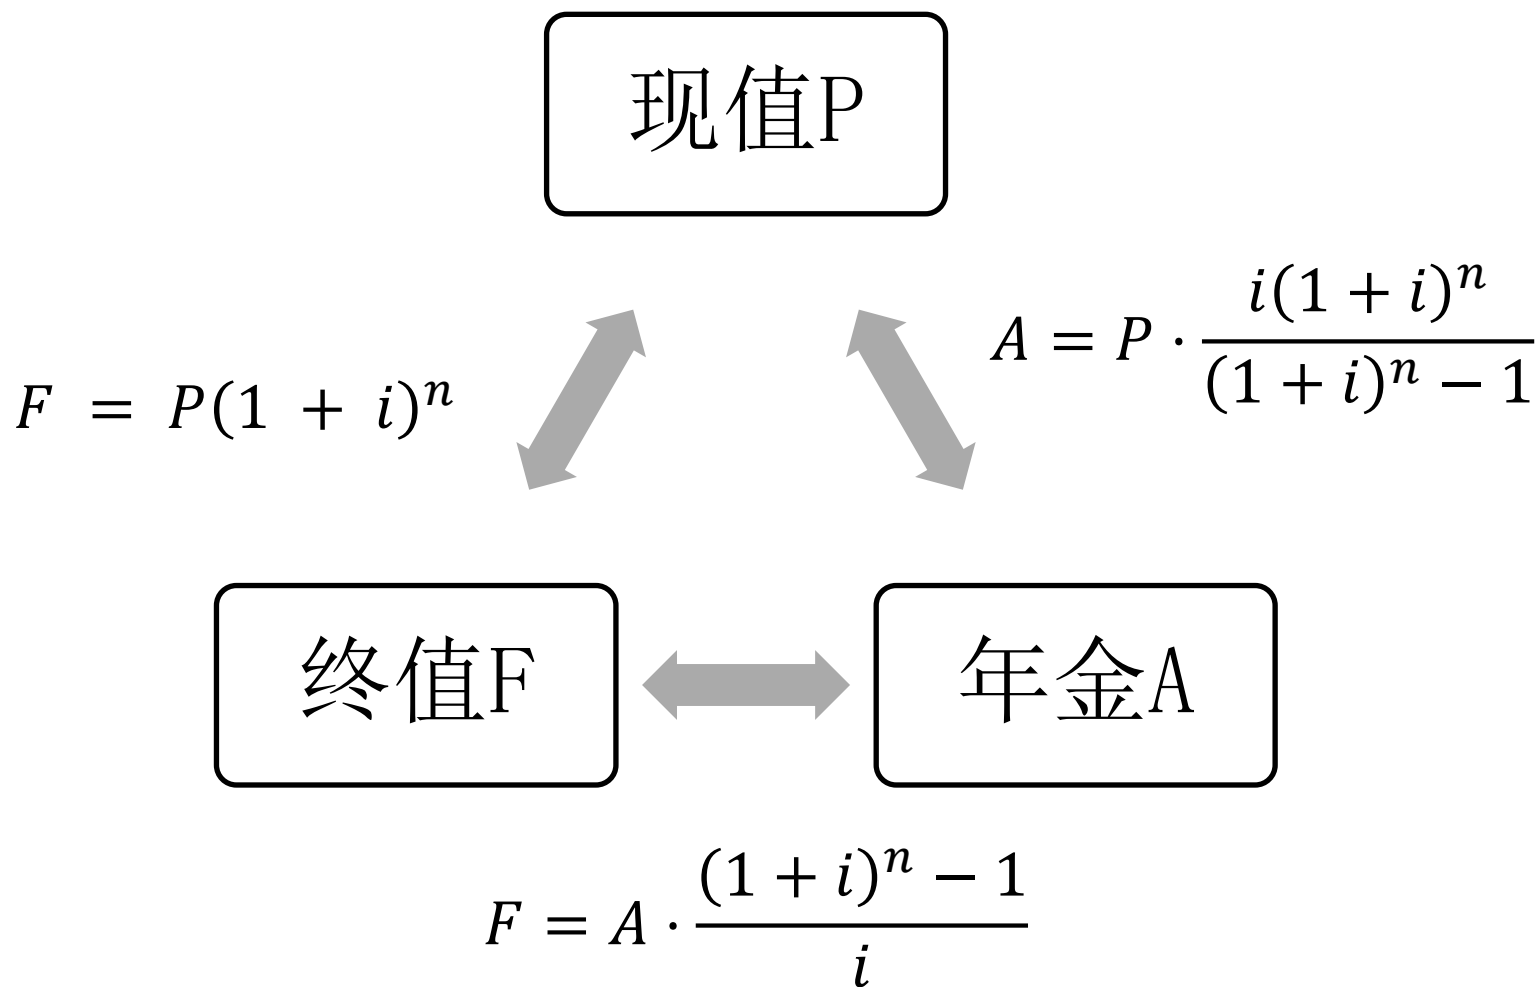 现值P
A = P · i(1 + i)ⁿ / (1 + i)ⁿ − 1
F = P(1 + i)ⁿ
终值F
年金A
F = A · (1 + i)ⁿ − 1 / i